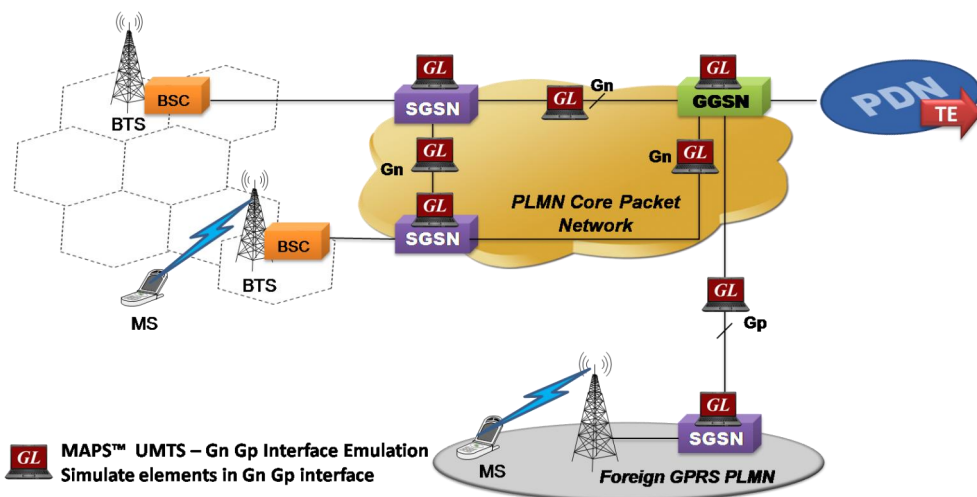 GL
GL
Gn
GL
BSC
SGSN
GGSN
PDN
TE
BTS
GL
Gn
Gn
GL
GL
PLMN Core Packet
Network
BSC
SGSN
BTS
MS
GL
Gp
GL
SGSN
MS
Foreign GPRS PLMN
GL
MAPS™ UMTS – Gn Gp Interface Emulation
Simulate elements in Gn Gp interface